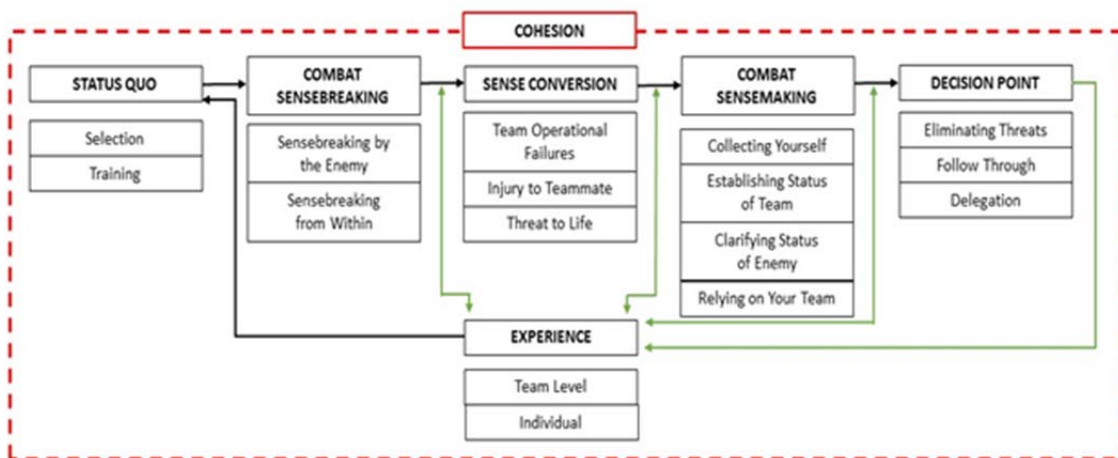 COHESION
STATUS QUO
Selection
Training
COMBAT
SENSEBREAKING
Sensebreaking by
the Enemy
Sensebreaking
from Within
SENSE CONVERSION
Team Operational
Failures
Injury to Teammate
Threat to Life
COMBAT
SENSEMAKING
Collecting Yourself
Establishing Status
of Team
Clarifying Status
of Enemy
Relying on Your Team
DECISION POINT
Eliminating Threats
Follow Through
Delegation
EXPERIENCE
Team Level
Individual